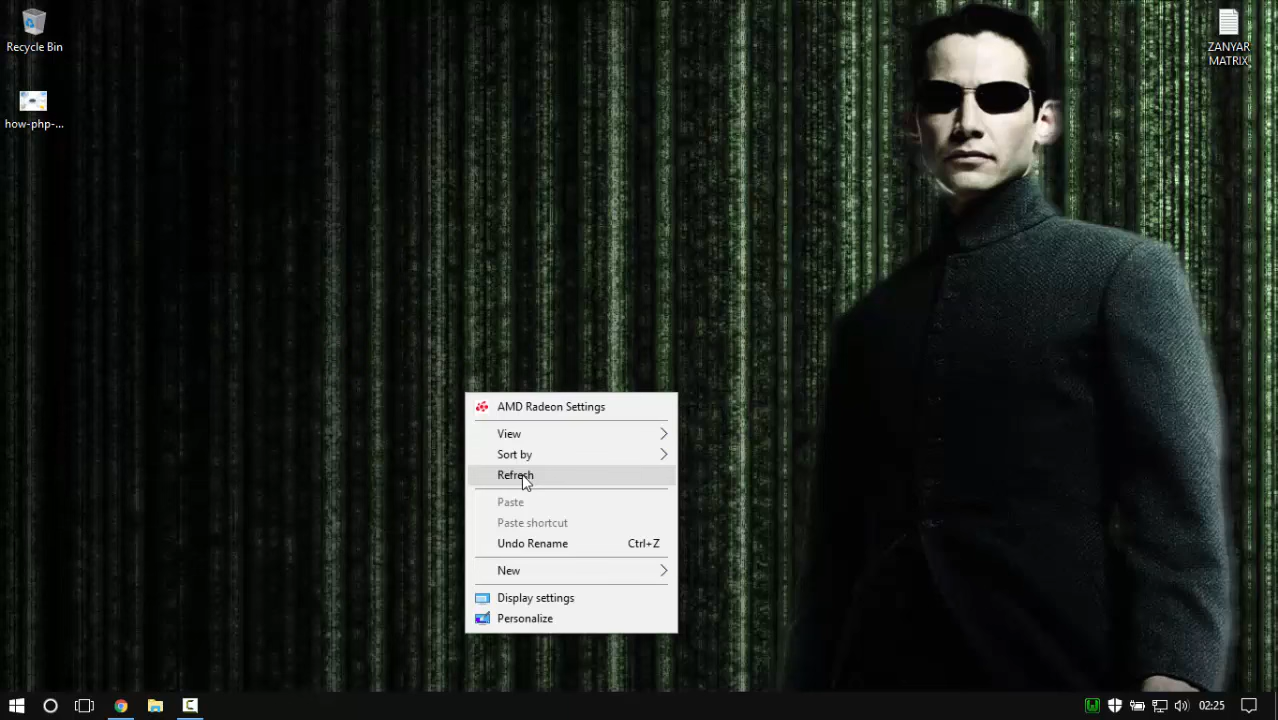 Recycle Bin
how-php-...
ZANYAR
MATRIX
AMD Radeon Settings
View
Sort by
Refresh
Paste
Paste shortcut
Undo Rename Ctrl+Z
New
Display settings
Personalize
02:25